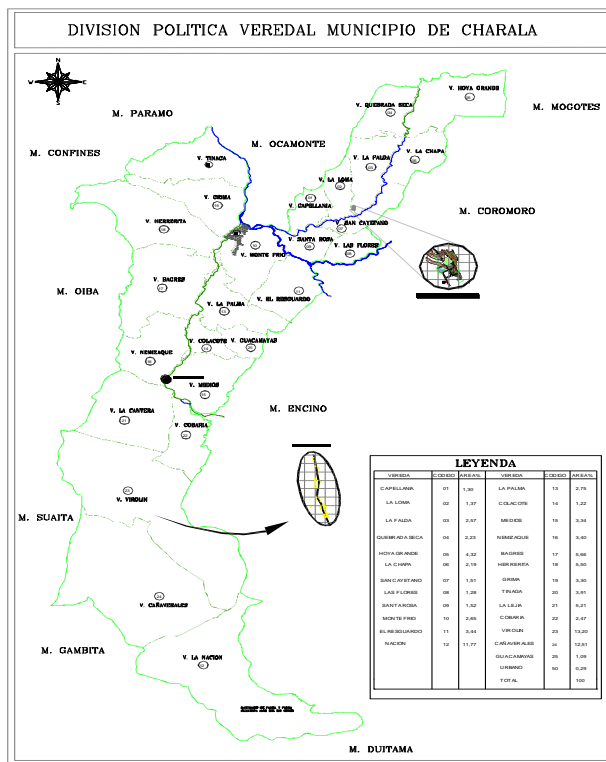 DIVISION POLITICA VEREDAL MUNICIPIO DE CHARALA
N
E
S
M. PARAMO
M. CONFINES
M. OCAMONTE
M. MOGOTES
M. COROMORO
M. OIBA
M. ENCINO
M. SUAITA
M. GAMBITA
M. DUITAMA
V. HOYA GRANDE
V. QUEBRADA SECA
V. LA CHAPA
V. LA FALDA
V. LA LOMA
V. CAPELLANIA
V. SAN CAYETANO
V. SANTA ROSA
V. LAS FLORES
V. TINAGA
V. GRIMA
V. HERRERITA
V. MONTE FRIO
V. BAGRES
V. EL RESGUARDO
V. LA PALMA
V. COLACOTE
V. GUACAMAYAS
V. NEMIZAQUE
V. MEDIOS
V. LA CANTERA
V. COBARIA
V. VIROLIN
V. CAÑAVERALES
V. LA NACION
LEYENDA
VEREDA CODIGO AREA% VEREDA CODIGO AREA%
CAPELLANIA 01 1,30 LA PALMA 13 2,75
LA LOMA 02 1,37 COLACOTE 14 1,22
LA FALDA 03 2,57 MEDIOS 15 3,34
QUEBRADA SECA 04 2,23 NEMIZAQUE 16 3,40
HOYA GRANDE 05 4,32 BAGRES 17 5,66
LA CHAPA 06 2,19 HERRERITA 18 5,50
SAN CAYETANO 07 1,51 GRIMA 19 3,30
LAS FLORES 08 1,28 TINAGA 20 3,91
SANTA ROSA 09 1,52 LA LEJIA 21 5,21
MONTE FRIO 10 2,65 COBARIA 22 2,47
EL RESGUARDO 11 3,44 VIROLIN 23 13,20
NACION 12 11,77 CAÑAVERALES 24 12,51
GUACAMAYAS 25 1,09
URBANO 50 0,29
TOTAL 100